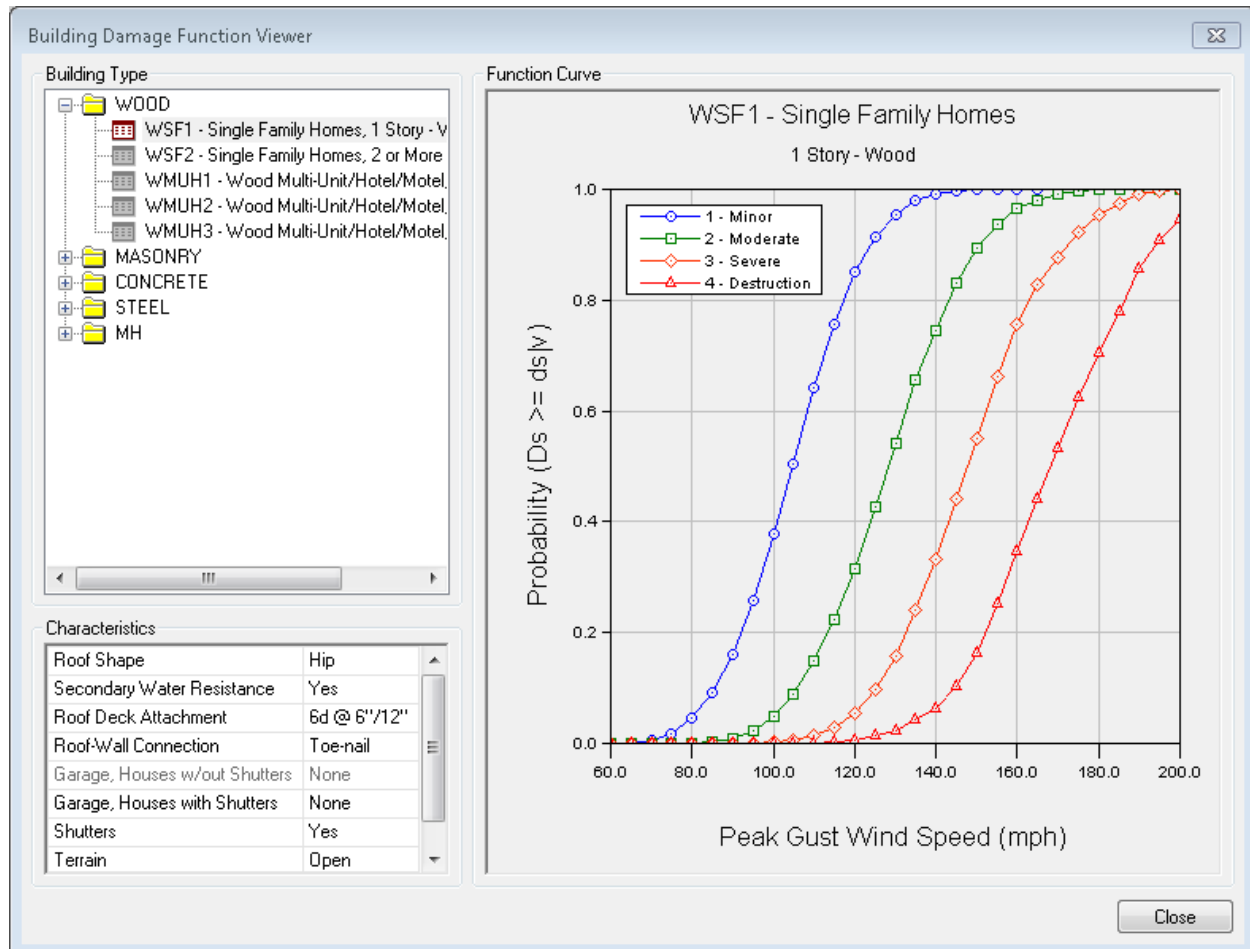 Building Damage Function Viewer
Building Type
WOOD
WSF1 - Single Family Homes, 1 Story - W
WSF2 - Single Family Homes, 2 or More
WMUH1 - Wood Multi-Unit/Hotel/Motel,
WMUH2 - Wood Multi-Unit/Hotel/Motel,
WMUH3 - Wood Multi-Unit/Hotel/Motel,
MASONRY
CONCRETE
STEEL
MH
Characteristics
Roof Shape Hip
Secondary Water Resistance Yes
Roof Deck Attachment 6d @ 6"/12"
Roof-Wall Connection Toe-nail
Garage, Houses w/out Shutters None
Garage, Houses with Shutters None
Shutters Yes
Terrain Open
Function Curve
WSF1 - Single Family Homes
1 Story - Wood
1 - Minor
2 - Moderate
3 - Severe
4 - Destruction
Probability (Ds >= ds|v)
1.0
0.8
0.6
0.4
0.2
0.0
60.0 80.0 100.0 120.0 140.0 160.0 180.0 200.0
Peak Gust Wind Speed (mph)
Close